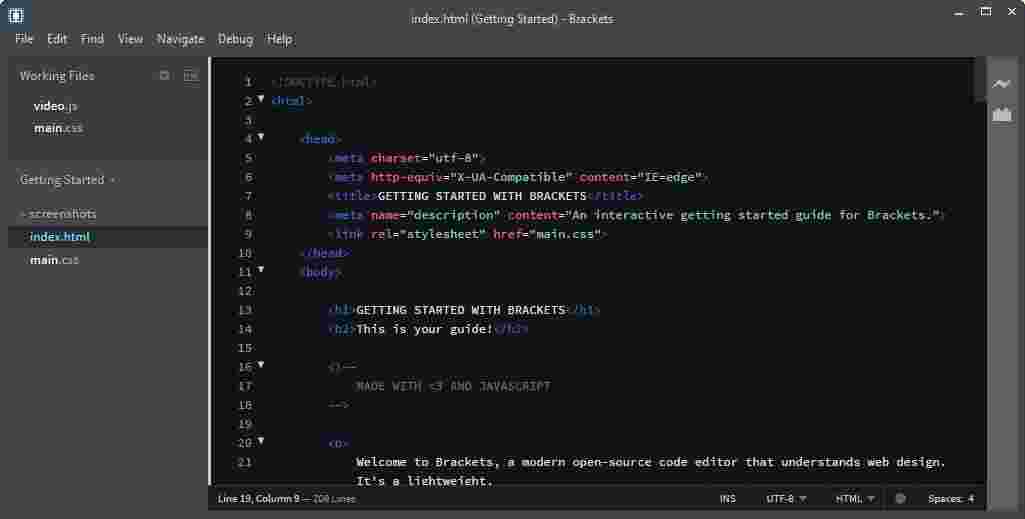 index.html (Getting Started) - Brackets
File Edit Find View Navigate Debug Help
Working Files
video.js
main.css
Getting Started
screenshots
index.html
main.css
1 <!DOCTYPE html>
2 <html>
3
4 <head>
5 <meta charset="utf-8">
6 <meta http-equiv="X-UA-Compatible" content="IE=edge">
7 <title>GETTING STARTED WITH BRACKETS</title>
8 <meta name="description" content="An interactive getting started guide for Brackets.">
9 <link rel="stylesheet" href="main.css">
10 </head>
11 <body>
12
13 <h1>GETTING STARTED WITH BRACKETS</h1>
14 <h2>This is your guide!</h2>
15
16 <!--
17 MADE WITH <3 AND JAVASCRIPT
18 -->
19
20 <p>
21 Welcome to Brackets, a modern open-source code editor that understands web design.
It's a lightweight,
Line 19, Column 9 — 200 Lines INS UTF-8 HTML Spaces: 4